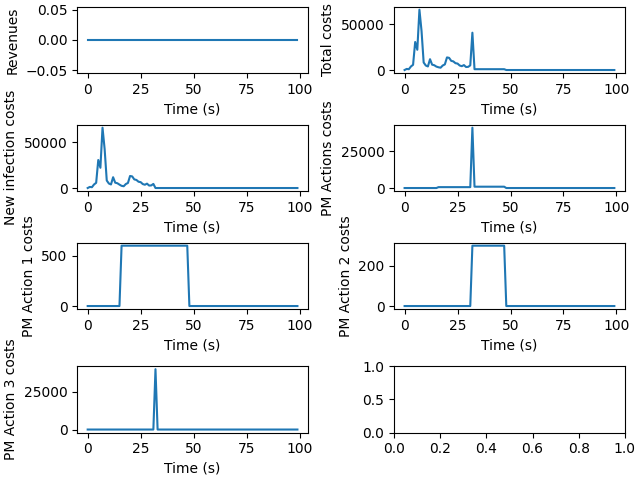 Revenues
0.05
0.00
−0.05
0 25 50 75 100
Time (s)
Total costs
50000
0
0 25 50 75 100
Time (s)
New infection costs
50000
0
0 25 50 75 100
Time (s)
PM Actions costs
25000
0
0 25 50 75 100
Time (s)
PM Action 1 costs
500
0
0 25 50 75 100
Time (s)
PM Action 2 costs
200
0
0 25 50 75 100
Time (s)
PM Action 3 costs
25000
0
0 25 50 75 100
Time (s)
1.0
0.5
0.0
0.0 0.2 0.4 0.6 0.8 1.0